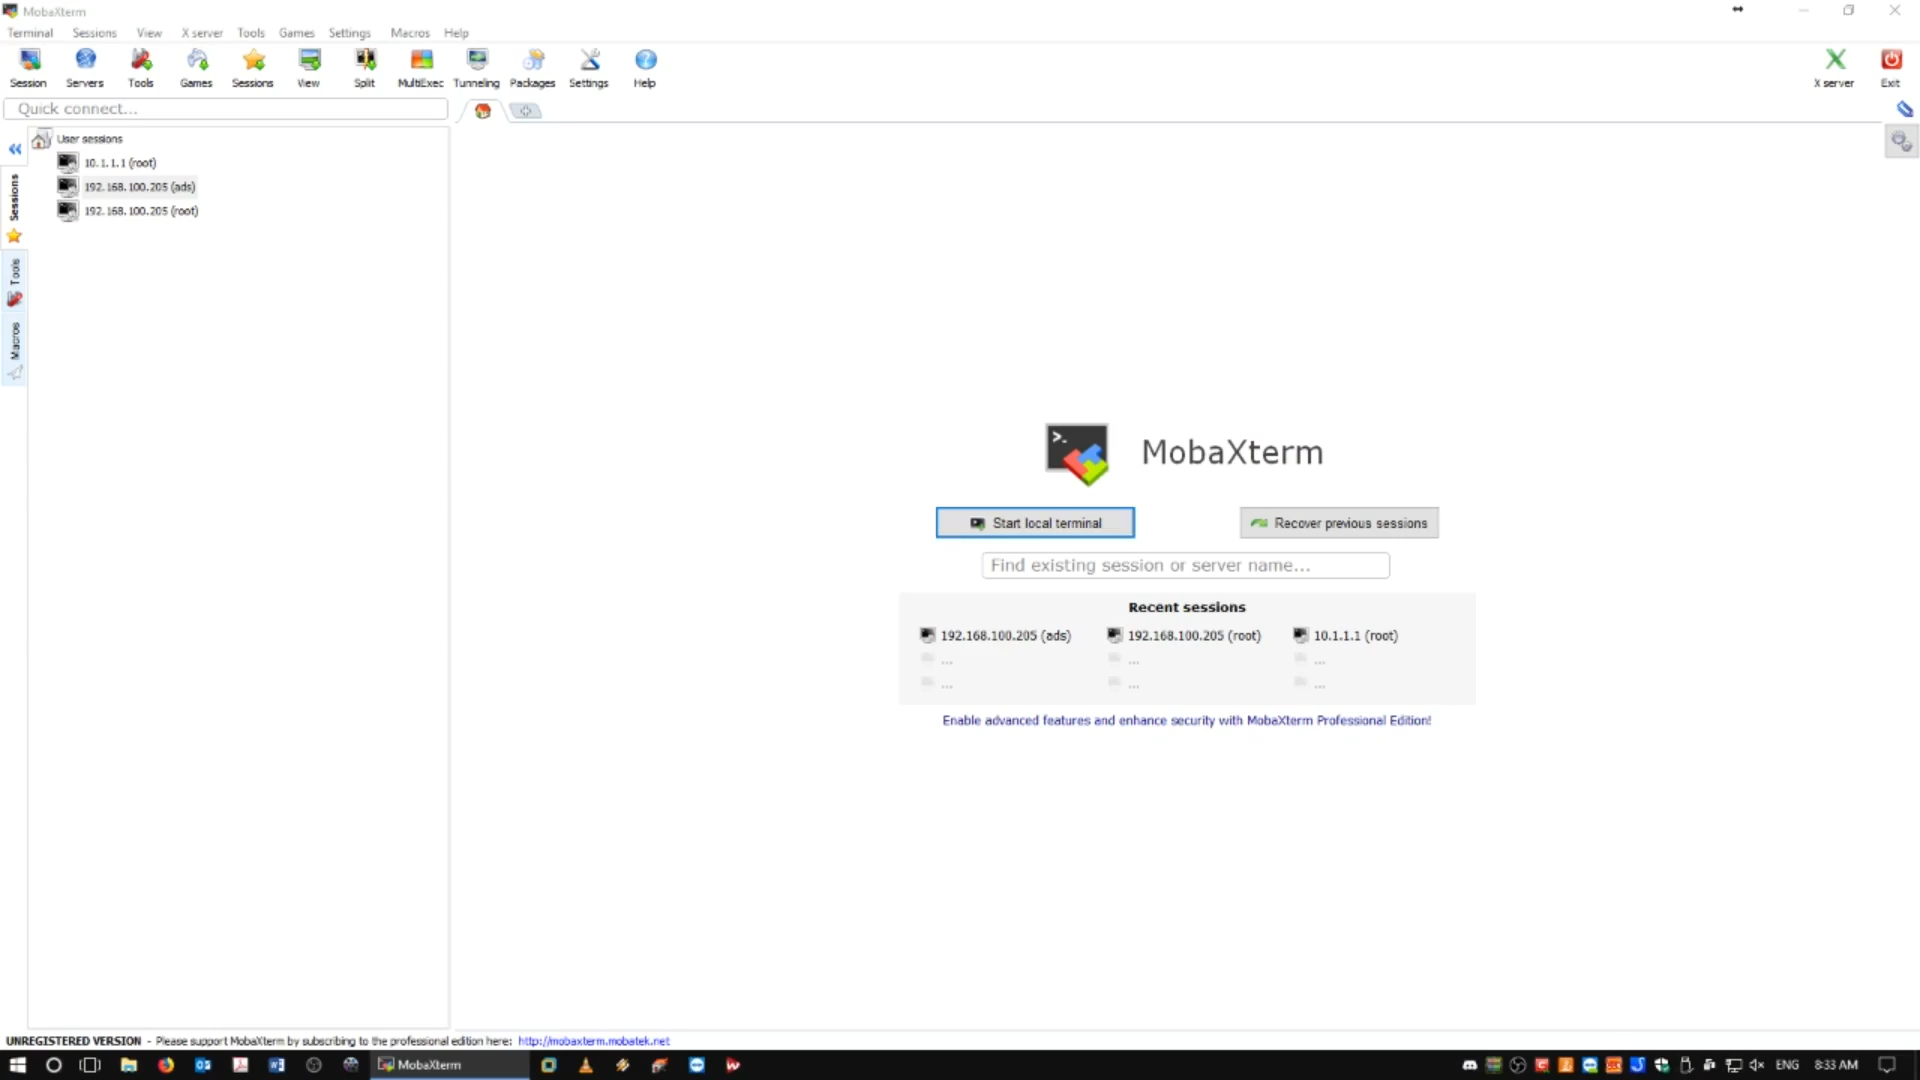 MobaXterm
Terminal Sessions View X server Tools Games Settings Macros Help
Session Servers Tools Games Sessions View Split MultiExec Tunneling Packages Settings Help X server Exit
Quick connect...
User sessions
10.1.1.1 (root)
192.168.100.205 (ads)
192.168.100.205 (root)
Sessions
Tools
Macros
>.
MobaXterm
Start local terminal Recover previous sessions
Find existing session or server name...
Recent sessions
192.168.100.205 (ads) 192.168.100.205 (root) 10.1.1.1 (root)
... ... ...
... ... ...
Enable advanced features and enhance security with MobaXterm Professional Edition!
UNREGISTERED VERSION - Please support MobaXterm by subscribing to the professional edition here: http://mobaxterm.mobatek.net
MobaXterm ENG 8:33 AM